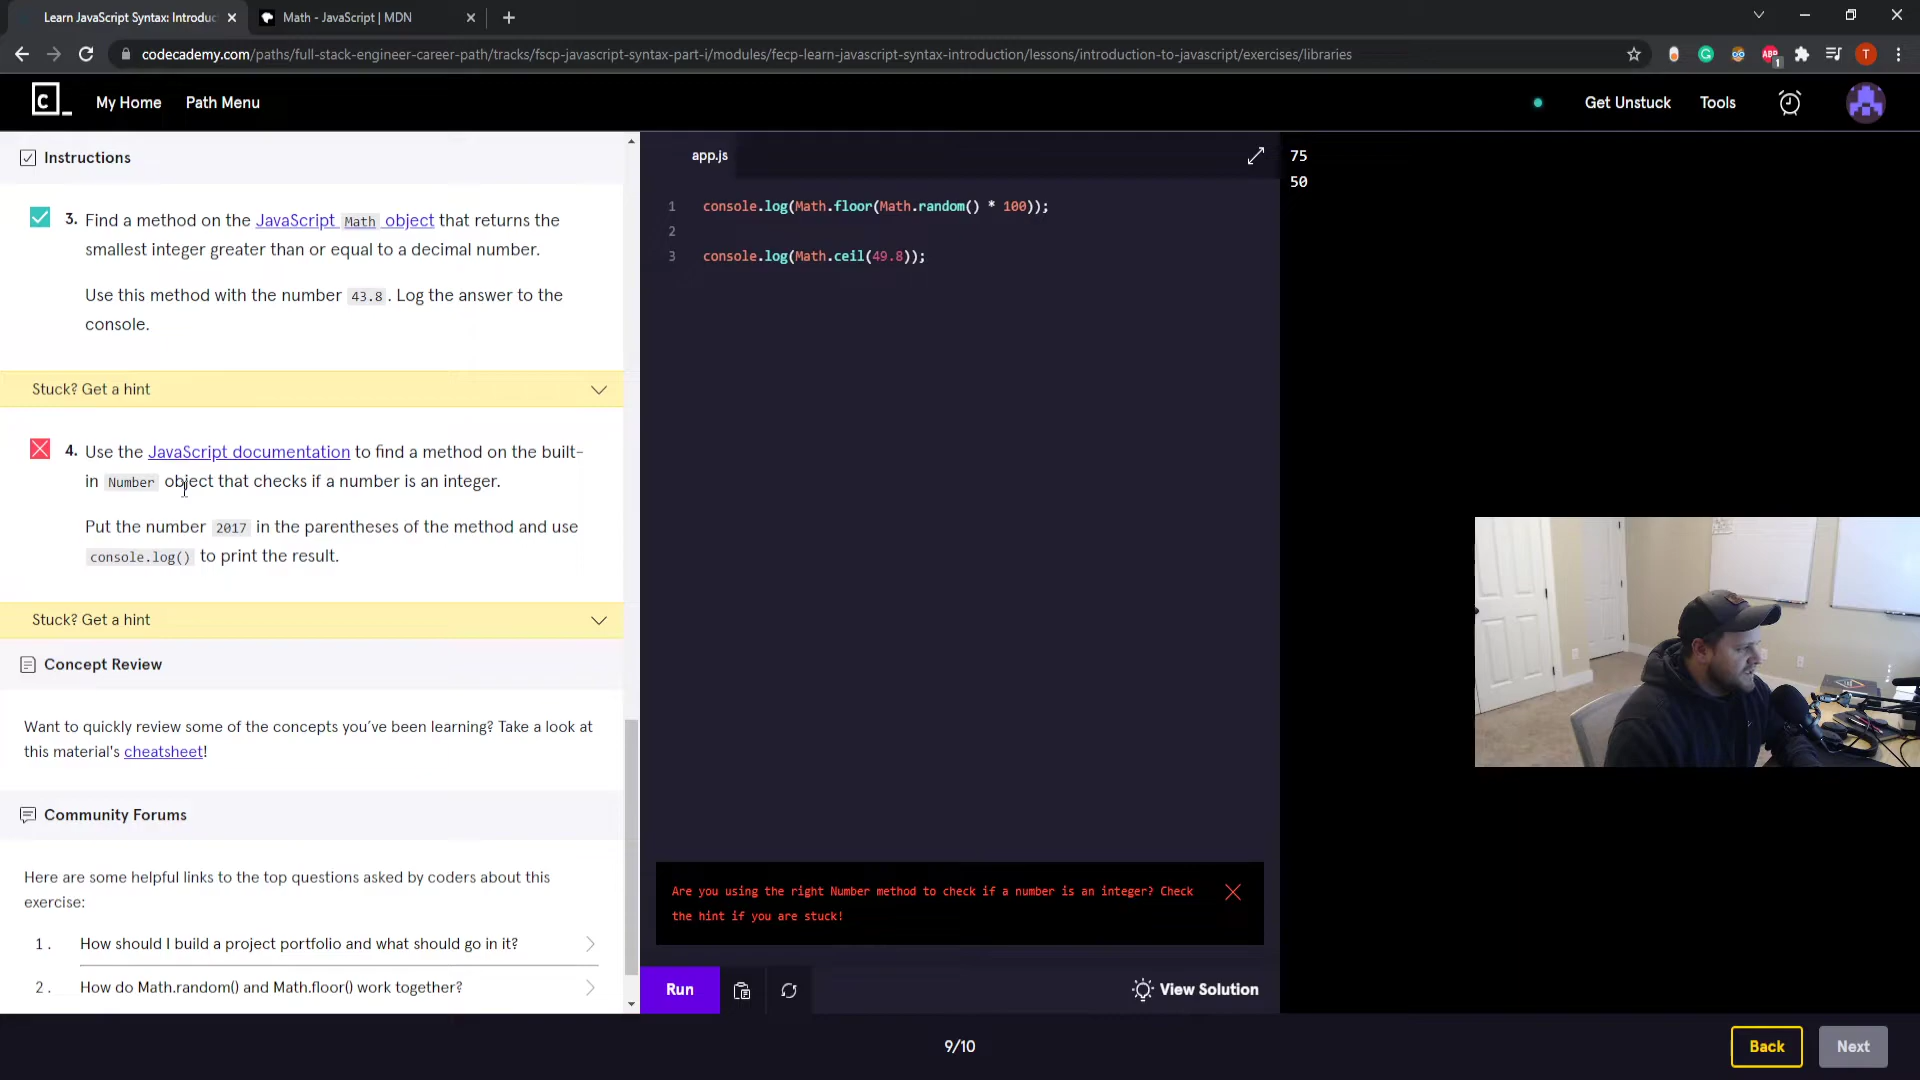 Learn JavaScript Syntax: Introduc
Math - JavaScript | MDN
codecademy.com/paths/full-stack-engineer-career-path/tracks/fscp-javascript-syntax-part-i/modules/fecp-learn-javascript-syntax-introduction/lessons/introduction-to-javascript/exercises/libraries
ABP
1
T
c
My Home
Path Menu
Get Unstuck
Tools
Instructions
3. Find a method on the JavaScript Math object that returns the
smallest integer greater than or equal to a decimal number.
Use this method with the number 43.8. Log the answer to the
console.
Stuck? Get a hint
4. Use the JavaScript documentation to find a method on the built-
in Number object that checks if a number is an integer.
Put the number 2017 in the parentheses of the method and use
console.log() to print the result.
Stuck? Get a hint
Concept Review
Want to quickly review some of the concepts you've been learning? Take a look at
this material's cheatsheet!
Community Forums
Here are some helpful links to the top questions asked by coders about this
exercise:
1. How should I build a project portfolio and what should go in it?
2. How do Math.random() and Math.floor() work together?
app.js
1 console.log(Math.floor(Math.random() * 100));
2
3 console.log(Math.ceil(49.8));
Are you using the right Number method to check if a number is an integer? Check
the hint if you are stuck!
Run
View Solution
75
50
9/10
Back
Next